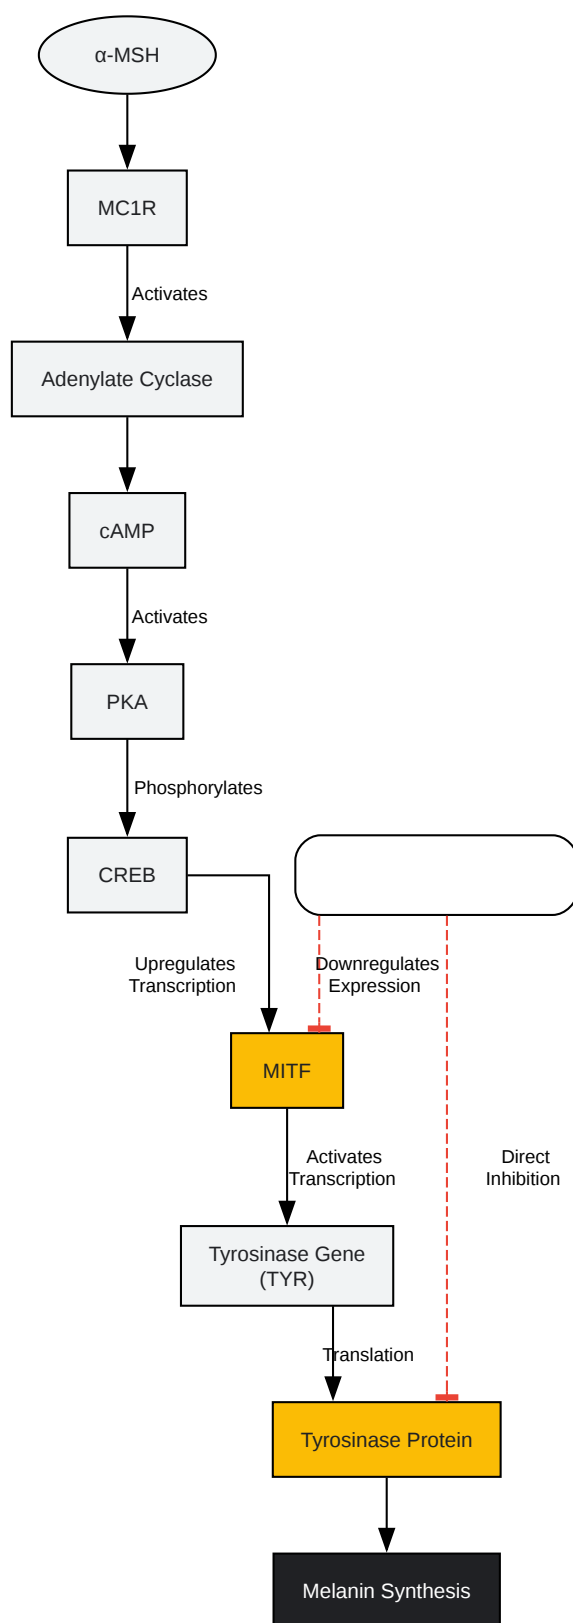 α-MSH
MC1R
Activates
Adenylate Cyclase
cAMP
Activates
PKA
Phosphorylates
CREB
Upregulates
Transcription
Downregulates
Expression
MITF
Activates
Transcription
Direct
Inhibition
Tyrosinase Gene
(TYR)
Translation
Tyrosinase Protein
Melanin Synthesis